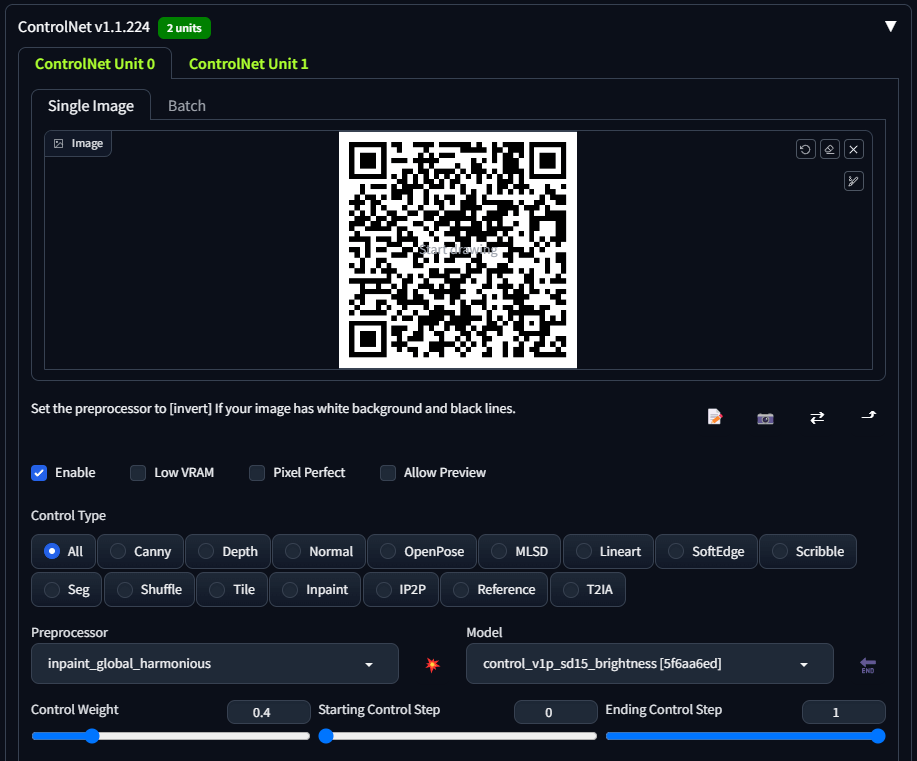 ControlNet v1.1.224 2 units
ControlNet Unit 0 ControlNet Unit 1
Single Image Batch
Image
Start drawing
Set the preprocessor to [invert] If your image has white background and black lines.
Enable Low VRAM Pixel Perfect Allow Preview
Control Type
All Canny Depth Normal OpenPose MLSD Lineart SoftEdge Scribble
Seg Shuffle Tile Inpaint IP2P Reference T2IA
Preprocessor Model
inpaint_global_harmonious control_v1p_sd15_brightness [5f6aa6ed]
END
Control Weight 0.4 Starting Control Step 0 Ending Control Step 1